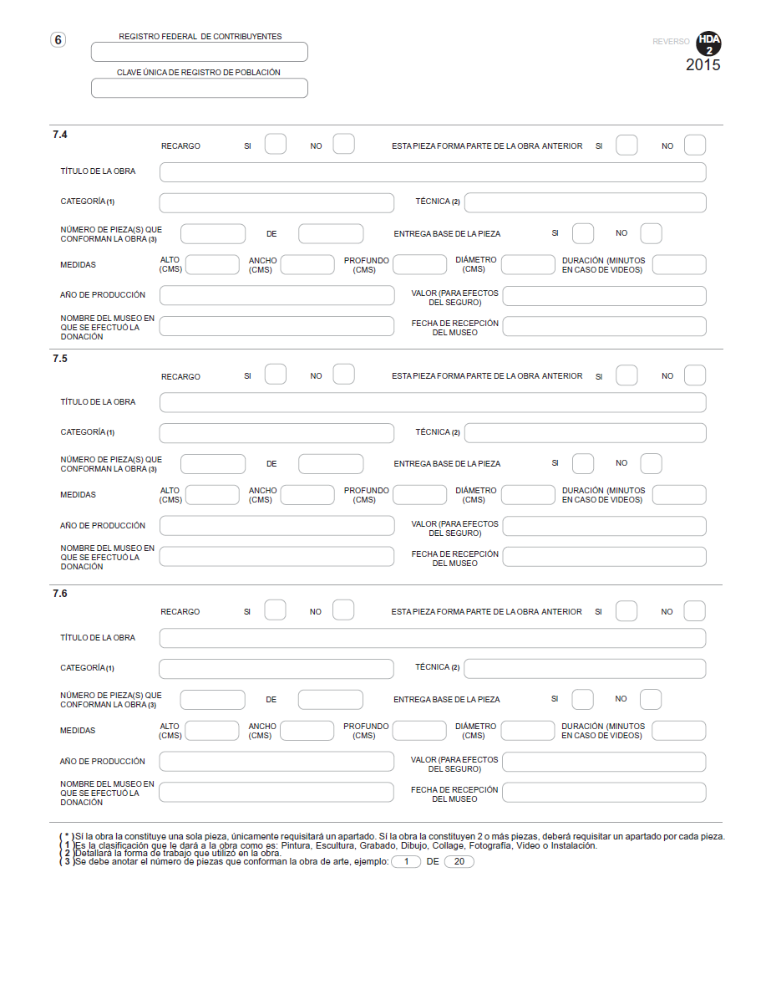 6
REGISTRO FEDERAL DE CONTRIBUYENTES
REVERSO HDA 2
2015
CLAVE ÚNICA DE REGISTRO DE POBLACIÓN
7.4
RECARGO SI NO ESTA PIEZA FORMA PARTE DE LA OBRA ANTERIOR SI NO
TÍTULO DE LA OBRA
CATEGORÍA (1) TÉCNICA (2)
NÚMERO DE PIEZA(S) QUE
CONFORMAN LA OBRA (3) DE ENTREGA BASE DE LA PIEZA SI NO
MEDIDAS ALTO (CMS) ANCHO (CMS) PROFUNDO (CMS) DIÁMETRO (CMS) DURACIÓN (MINUTOS EN CASO DE VIDEOS)
AÑO DE PRODUCCIÓN VALOR (PARA EFECTOS DEL SEGURO)
NOMBRE DEL MUSEO EN
QUE SE EFECTUÓ LA
DONACIÓN
FECHA DE RECEPCIÓN
DEL MUSEO
7.5
RECARGO SI NO ESTA PIEZA FORMA PARTE DE LA OBRA ANTERIOR SI NO
TÍTULO DE LA OBRA
CATEGORÍA (1) TÉCNICA (2)
NÚMERO DE PIEZA(S) QUE
CONFORMAN LA OBRA (3) DE ENTREGA BASE DE LA PIEZA SI NO
MEDIDAS ALTO (CMS) ANCHO (CMS) PROFUNDO (CMS) DIÁMETRO (CMS) DURACIÓN (MINUTOS EN CASO DE VIDEOS)
AÑO DE PRODUCCIÓN VALOR (PARA EFECTOS DEL SEGURO)
NOMBRE DEL MUSEO EN
QUE SE EFECTUÓ LA
DONACIÓN
FECHA DE RECEPCIÓN
DEL MUSEO
7.6
RECARGO SI NO ESTA PIEZA FORMA PARTE DE LA OBRA ANTERIOR SI NO
TÍTULO DE LA OBRA
CATEGORÍA (1) TÉCNICA (2)
NÚMERO DE PIEZA(S) QUE
CONFORMAN LA OBRA (3) DE ENTREGA BASE DE LA PIEZA SI NO
MEDIDAS ALTO (CMS) ANCHO (CMS) PROFUNDO (CMS) DIÁMETRO (CMS) DURACIÓN (MINUTOS EN CASO DE VIDEOS)
AÑO DE PRODUCCIÓN VALOR (PARA EFECTOS DEL SEGURO)
NOMBRE DEL MUSEO EN
QUE SE EFECTUÓ LA
DONACIÓN
FECHA DE RECEPCIÓN
DEL MUSEO
( * )Sí la obra la constituye una sola pieza, únicamente requisitará un apartado. Sí la obra la constituyen 2 o más piezas, deberá requisitar un apartado por cada pieza.
( 1 )Es la clasificación que le dará a la obra como es: Pintura, Escultura, Grabado, Dibujo, Collage, Fotografía, Video o Instalación.
( 2 )Detallará la forma de trabajo que utilizó en la obra.
( 3 )Se debe anotar el número de piezas que conforman la obra de arte, ejemplo: 1 DE 20